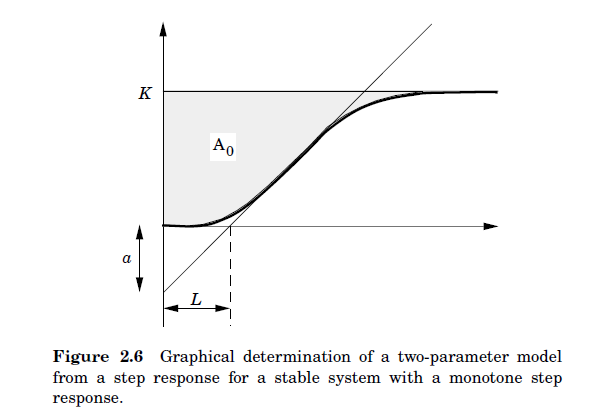 K
A0
a
L
Figure 2.6 Graphical determination of a two-parameter model
from a step response for a stable system with a monotone step
response.